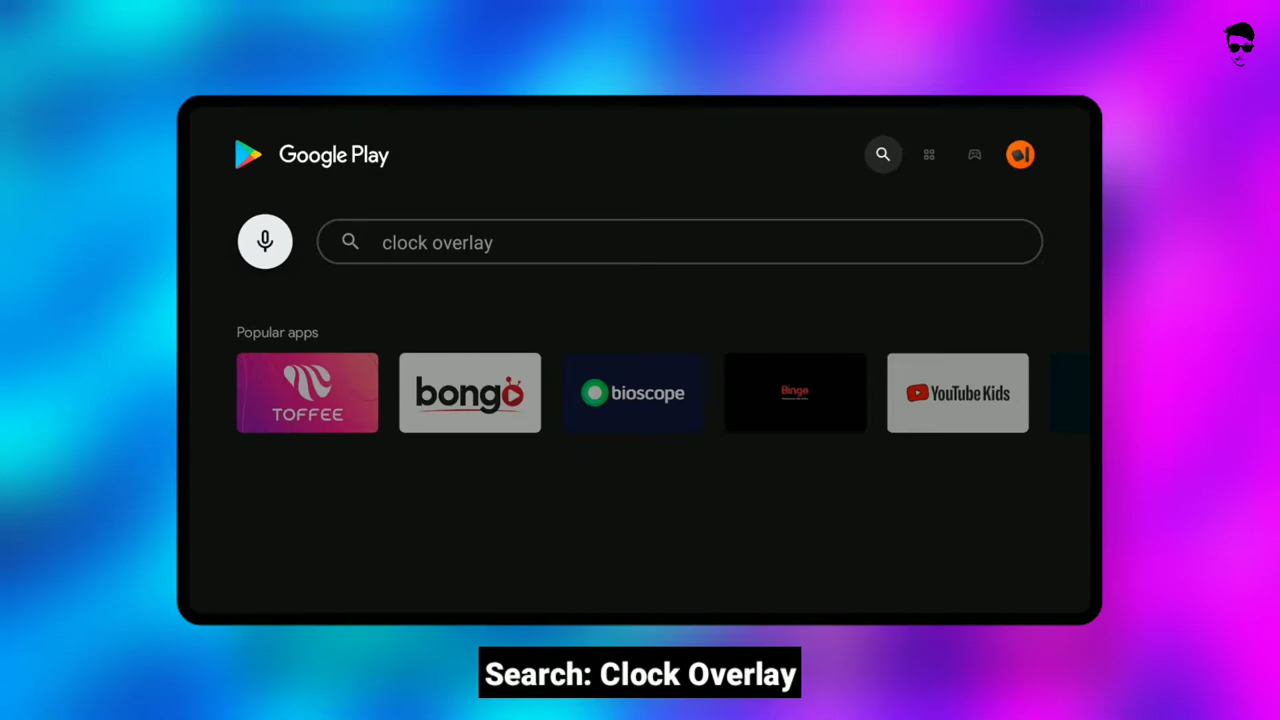 Google Play
clock overlay
Popular apps
TOFFEE
bongo
bioscope
Binge
YouTube Kids
Search: Clock Overlay